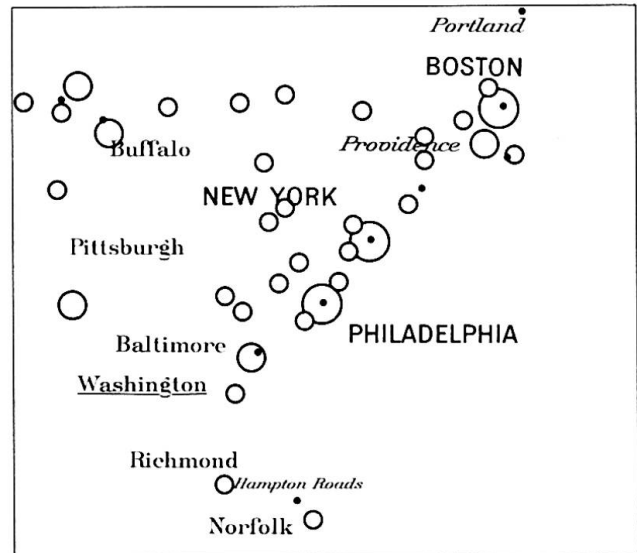 Portland
BOSTON
Providence
Buffalo
NEW YORK
Pittsburgh
PHILADELPHIA
Baltimore
Washington
Richmond
Hampton Roads
Norfolk